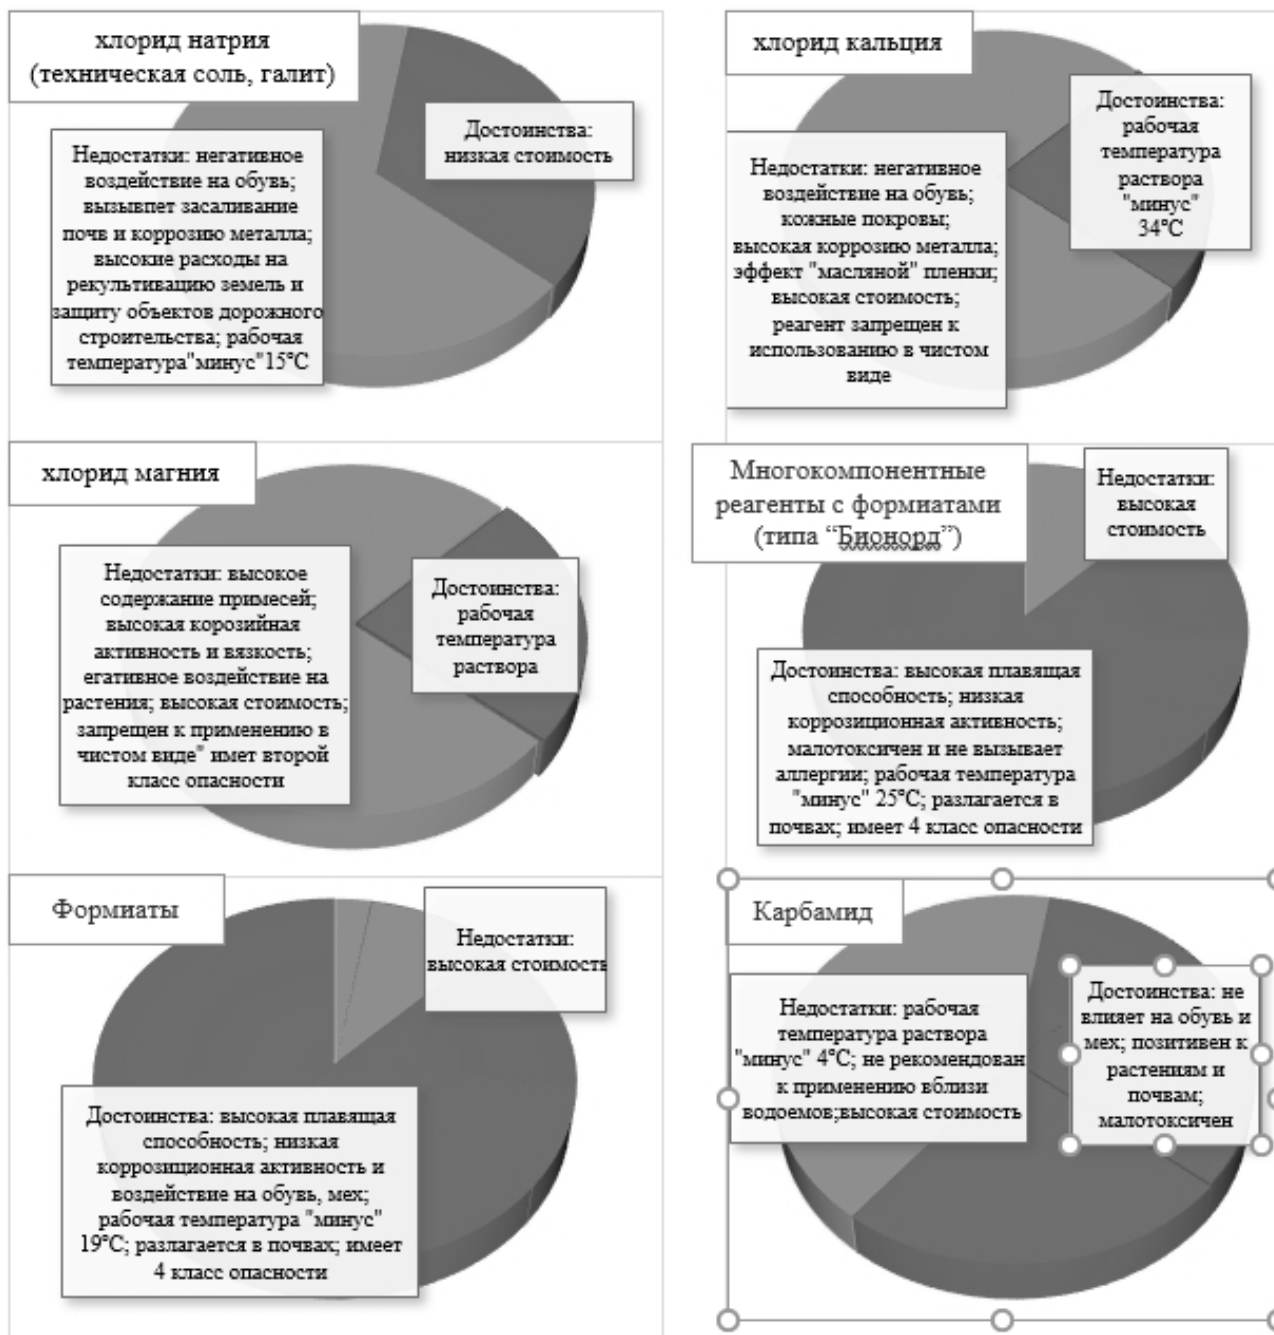 хлорид натрия
(техническая соль, галит)
Достоинства:
низкая стоимость
Недостатки: негативное
воздействие на обувь;
вызывпет засаливание
почв и коррозию металла;
высокие расходы на
рекультивацию земель и
защиту объектов дорожного
строительства; рабочая
температура"минус"15°С
хлорид кальция
Достоинства:
рабочая
температура
раствора
"минус"
34°С
Недостатки: негативное
воздействие на обувь;
кожные покровы;
высокая коррозию металла;
эффект "масляной" пленки;
высокая стоимость;
реагент запрещен к
использованию в чистом
виде
хлорид магния
Недостатки: высокое
содержание примесей;
высокая корозийная
активность и вязкость;
егативное воздействие на
растения; высокая стоимость;
запрещен к применению в
чистом виде" имет второй
класс опасности
Достоинства:
рабочая
температура
раствора
Многокомпонентные
реагенты с формиатами
(типа “Бионорд”)
Недостатки:
высокая
стоимость
Достоинства: высокая плавящая
способность; низкая
коррозиционная активность;
малотоксичен и не вызывает
аллергии; рабочая температура
"минус" 25°С; разлагается в
почвах; имеет 4 класс опасности
Формиаты
Недостатки:
высокая стоимость
Достоинства: высокая плавящая
способность; низкая
коррозиционная активность и
воздействие на обувь, мех;
рабочая температура "минус"
19°С; разлагается в почвах; имеет
4 класс опасности
Карбамид
Недостатки: рабочая
температура раствора
"минус" 4°С; не рекомендован
к применению вблизи
водоемов;высокая стоимость
Достоинства: не
влияет на обувь и
мех; позитивен к
растениям и
почвам;
малотоксичен